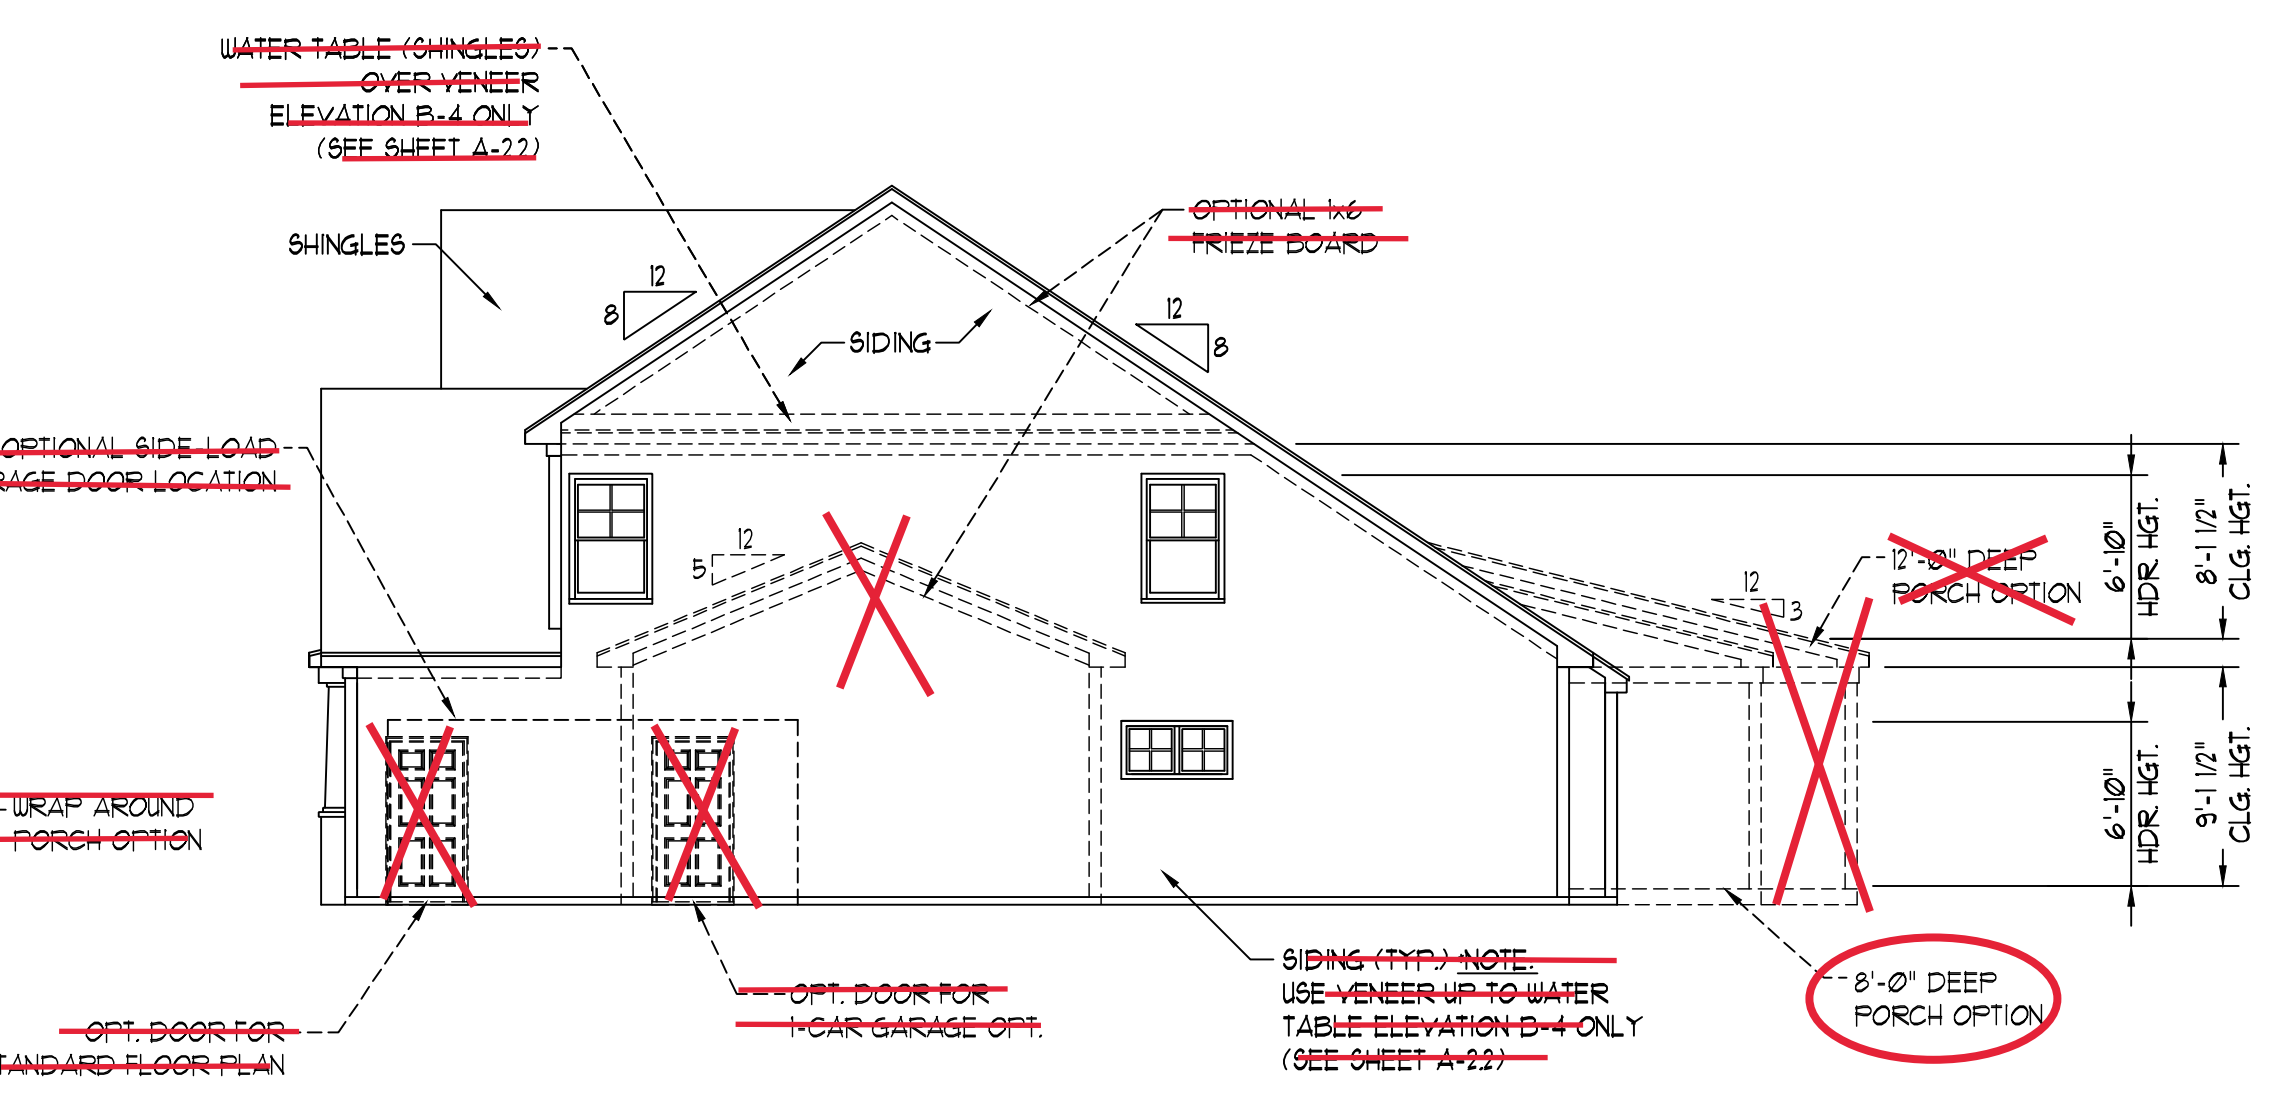 WATER TABLE (SHINGLES)
OVER VENEER
ELEVATION B-4 ONLY
(SEE SHEET A-2.2)
SHINGLES
12
8
OPTIONAL 1x6
FRIEZE BOARD
12
8
SIDING
OPTIONAL SIDE-LOAD
DOOR LOCATION
12
5
12'-0" DEEP
PORCH OPTION
12
3
6'-10"
HDR. HGT.
8'-1 1/2"
CLG. HGT.
6'-10"
HDR. HGT.
9'-1 1/2"
CLG. HGT.
WRAP AROUND
PORCH OPTION
SIDING (TYP.) NOTE:
USE VENEER UP TO WATER
TABLE ELEVATION B-4 ONLY
(SEE SHEET A-2.2)
8'-0" DEEP
PORCH OPTION
OPT. DOOR FOR
1-CAR GARAGE OPT.
OPT. DOOR FOR
FLOOR PLAN